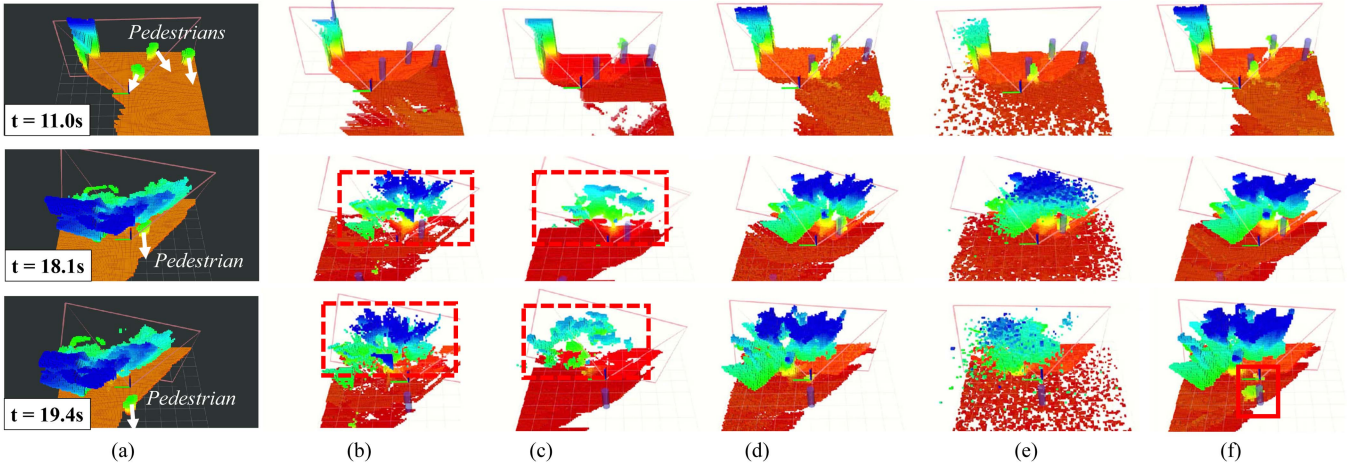 Pedestrians
t = 11.0s
Pedestrian
t = 18.1s
Pedestrian
t = 19.4s
(a) (b) (c) (d) (e) (f)